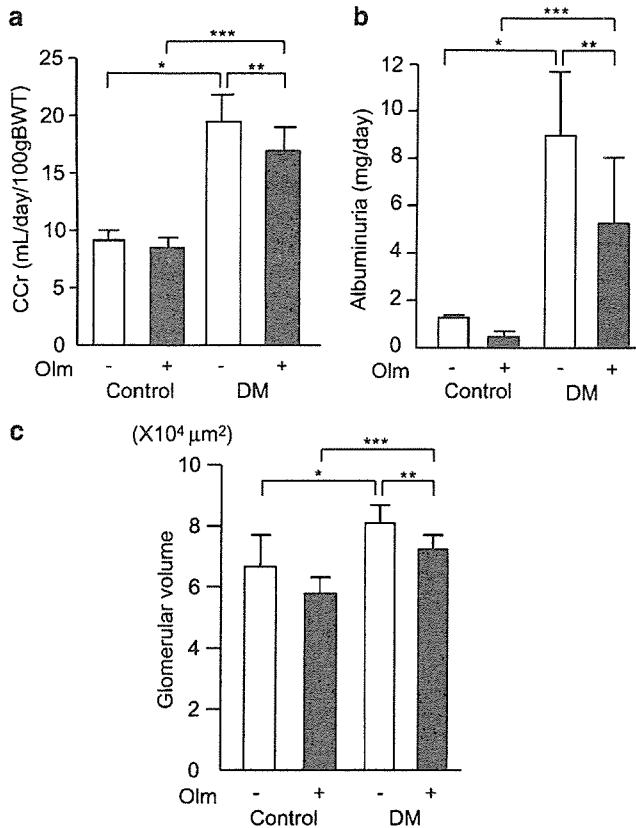 a
***
*
**
25
20
15
10
5
0
CCr (mL/day/100gBWT)
Olm - + - +
Control DM
b
***
*
**
12
10
8
6
4
2
0
Albuminuria (mg/day)
Olm - + - +
Control DM
c
(X10⁴ μm²)
***
*
**
10
8
6
4
2
0
Glomerular volume
Olm - + - +
Control DM